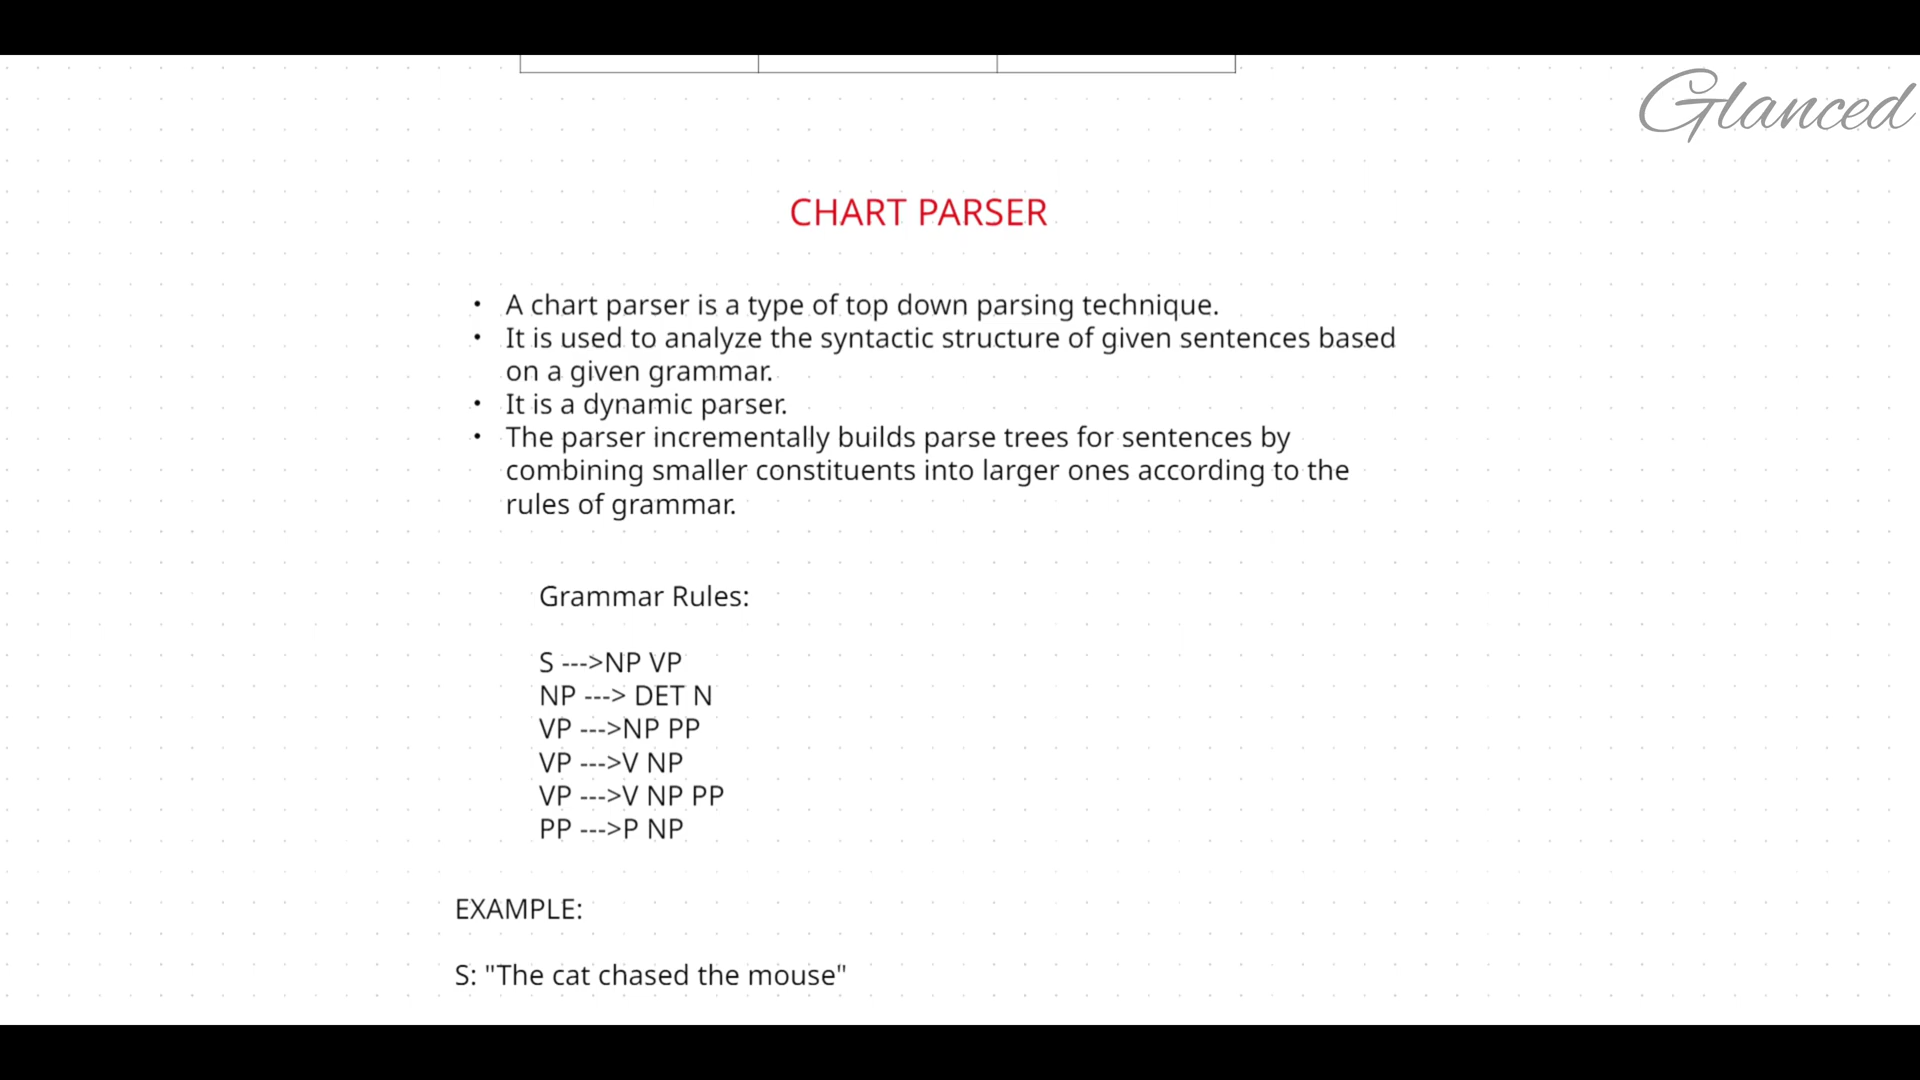 Glanced
CHART PARSER
• A chart parser is a type of top down parsing technique.
• It is used to analyze the syntactic structure of given sentences based
on a given grammar.
• It is a dynamic parser.
• The parser incrementally builds parse trees for sentences by
combining smaller constituents into larger ones according to the
rules of grammar.
Grammar Rules:
S --->NP VP
NP ---> DET N
VP --->NP PP
VP --->V NP
VP --->V NP PP
PP --->P NP
EXAMPLE:
S: "The cat chased the mouse"